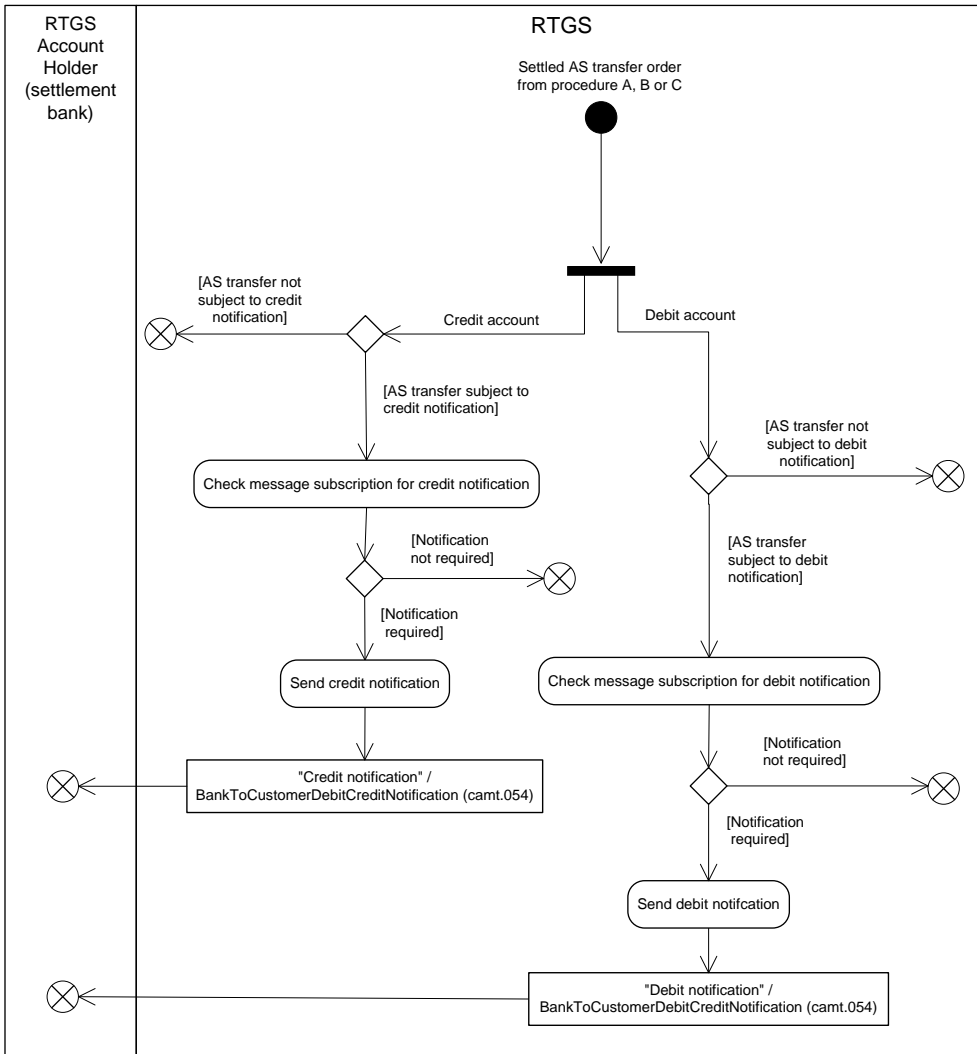 RTGS
Account
Holder
(settlement
bank)
RTGS
Settled AS transfer order
from procedure A, B or C
[AS transfer not
subject to credit
notification]
Credit account
Debit account
[AS transfer subject to
credit notification]
[AS transfer not
subject to debit
notification]
Check message subscription for credit notification
[Notification
not required]
[AS transfer
subject to debit
notification]
[Notification
required]
Send credit notification
Check message subscription for debit notification
"Credit notification" /
BankToCustomerDebitCreditNotification (camt.054)
[Notification
not required]
[Notification
required]
Send debit notifcation
"Debit notification" /
BankToCustomerDebitCreditNotification (camt.054)